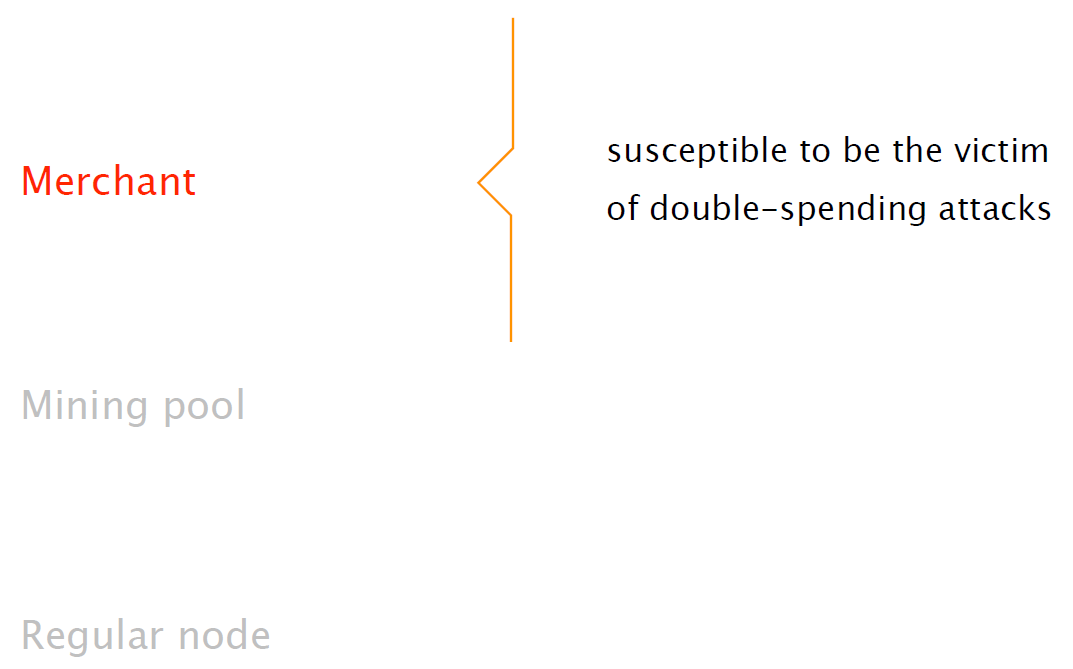 Merchant
susceptible to be the victim
of double-spending attacks
Mining pool
Regular node